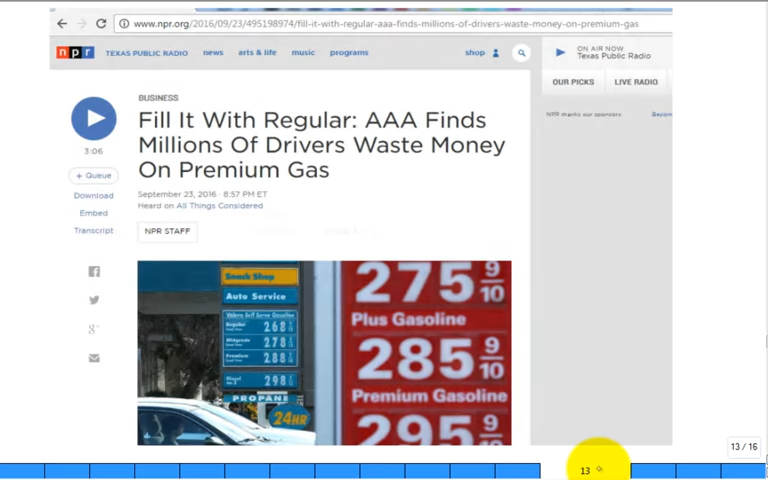 www.npr.org/2016/09/23/495198974/fill-it-with-regular-aaa-finds-millions-of-drivers-waste-money-on-premium-gas
npr TEXAS PUBLIC RADIO news arts & life music programs shop
ON AIR NOW
Texas Public Radio
OUR PICKS LIVE RADIO
NPR thanks our sponsors
BUSINESS
Fill It With Regular: AAA Finds
Millions Of Drivers Waste Money
On Premium Gas
3:06
+ Queue
Download
Embed
Transcript
September 23, 2016 · 8:57 PM ET
Heard on All Things Considered
NPR STAFF
Snack Shop
Auto Service
Regular 268
Midgrade 278
Premium 288
Diesel 298
PROPANE
24HR
275 9/10
Plus Gasoline
285 9/10
Premium Gasoline
295 9/10
13 / 16
13